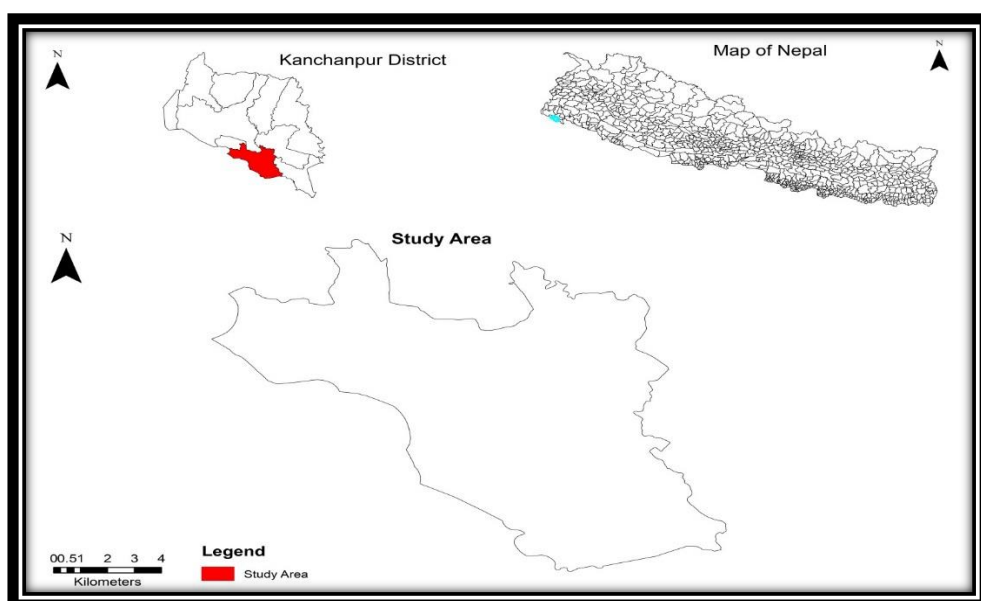 N
Kanchanpur District
Map of Nepal
N
N
Study Area
00.51 2 3 4
Kilometers
Legend
Study Area